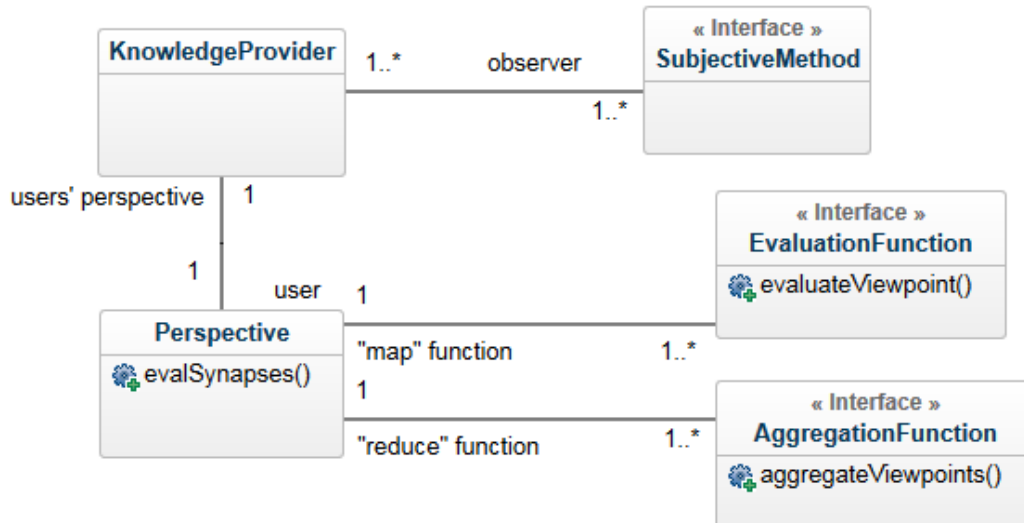 KnowledgeProvider
1..*
observer
1..*
« Interface »
SubjectiveMethod
users' perspective
1
1
user
1
Perspective
evalSynapses()
"map" function
1..*
« Interface »
EvaluationFunction
evaluateViewpoint()
1
"reduce" function
1..*
« Interface »
AggregationFunction
aggregateViewpoints()